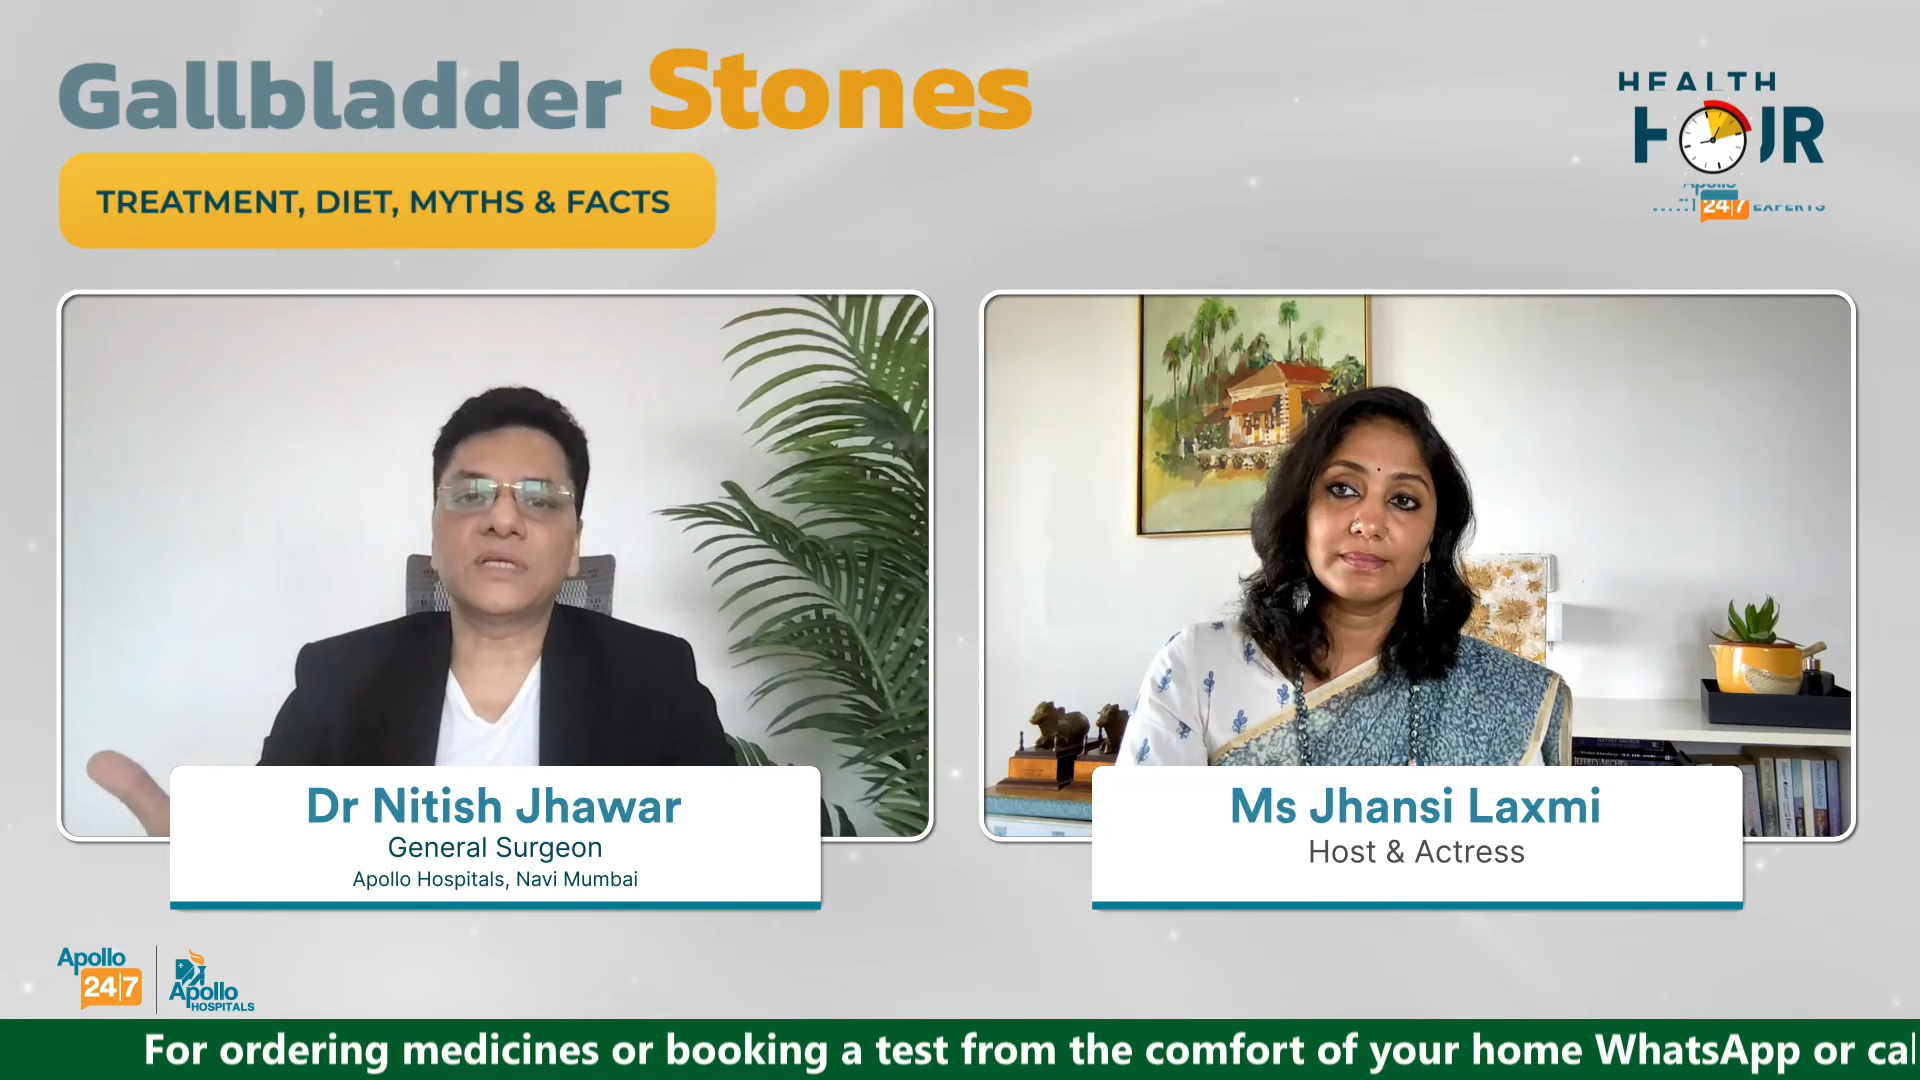 Gallbladder Stones
TREATMENT, DIET, MYTHS & FACTS
HEALTH
HOUR
Apollo
24|7 EXPERTS
Dr Nitish Jhawar
General Surgeon
Apollo Hospitals, Navi Mumbai
Ms Jhansi Laxmi
Host & Actress
Apollo
24|7
Apollo
HOSPITALS
For ordering medicines or booking a test from the comfort of your home WhatsApp or cal